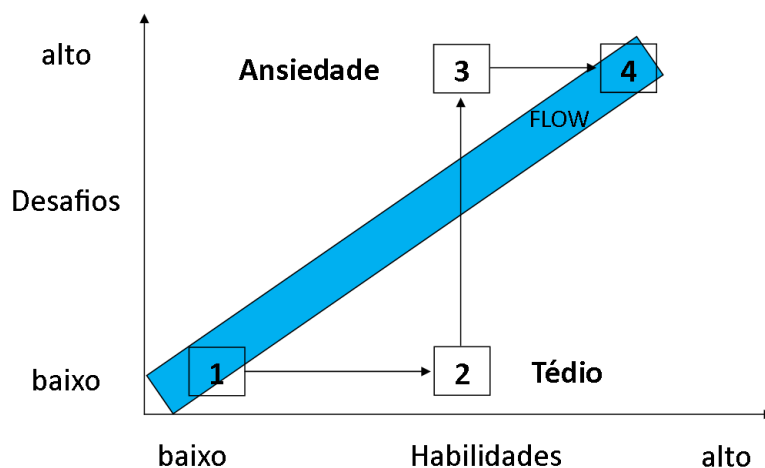 alto
Ansiedade
3
4
FLOW
Desafios
baixo
1
2
Tédio
baixo
Habilidades
alto